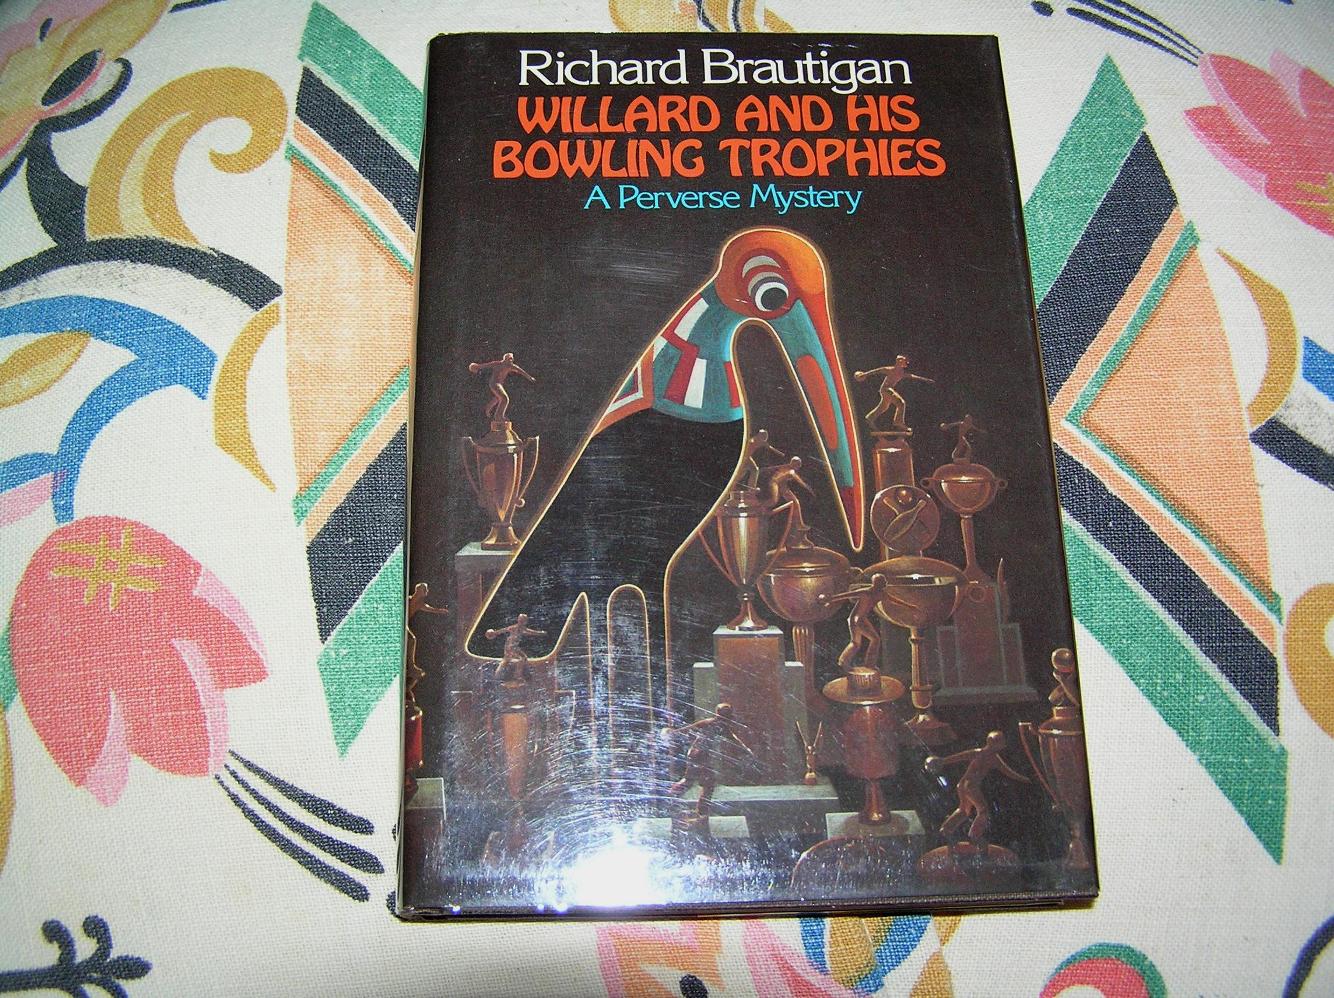 Richard Brautigan
WILLARD AND HIS
BOWLING TROPHIES
A Perverse Mystery